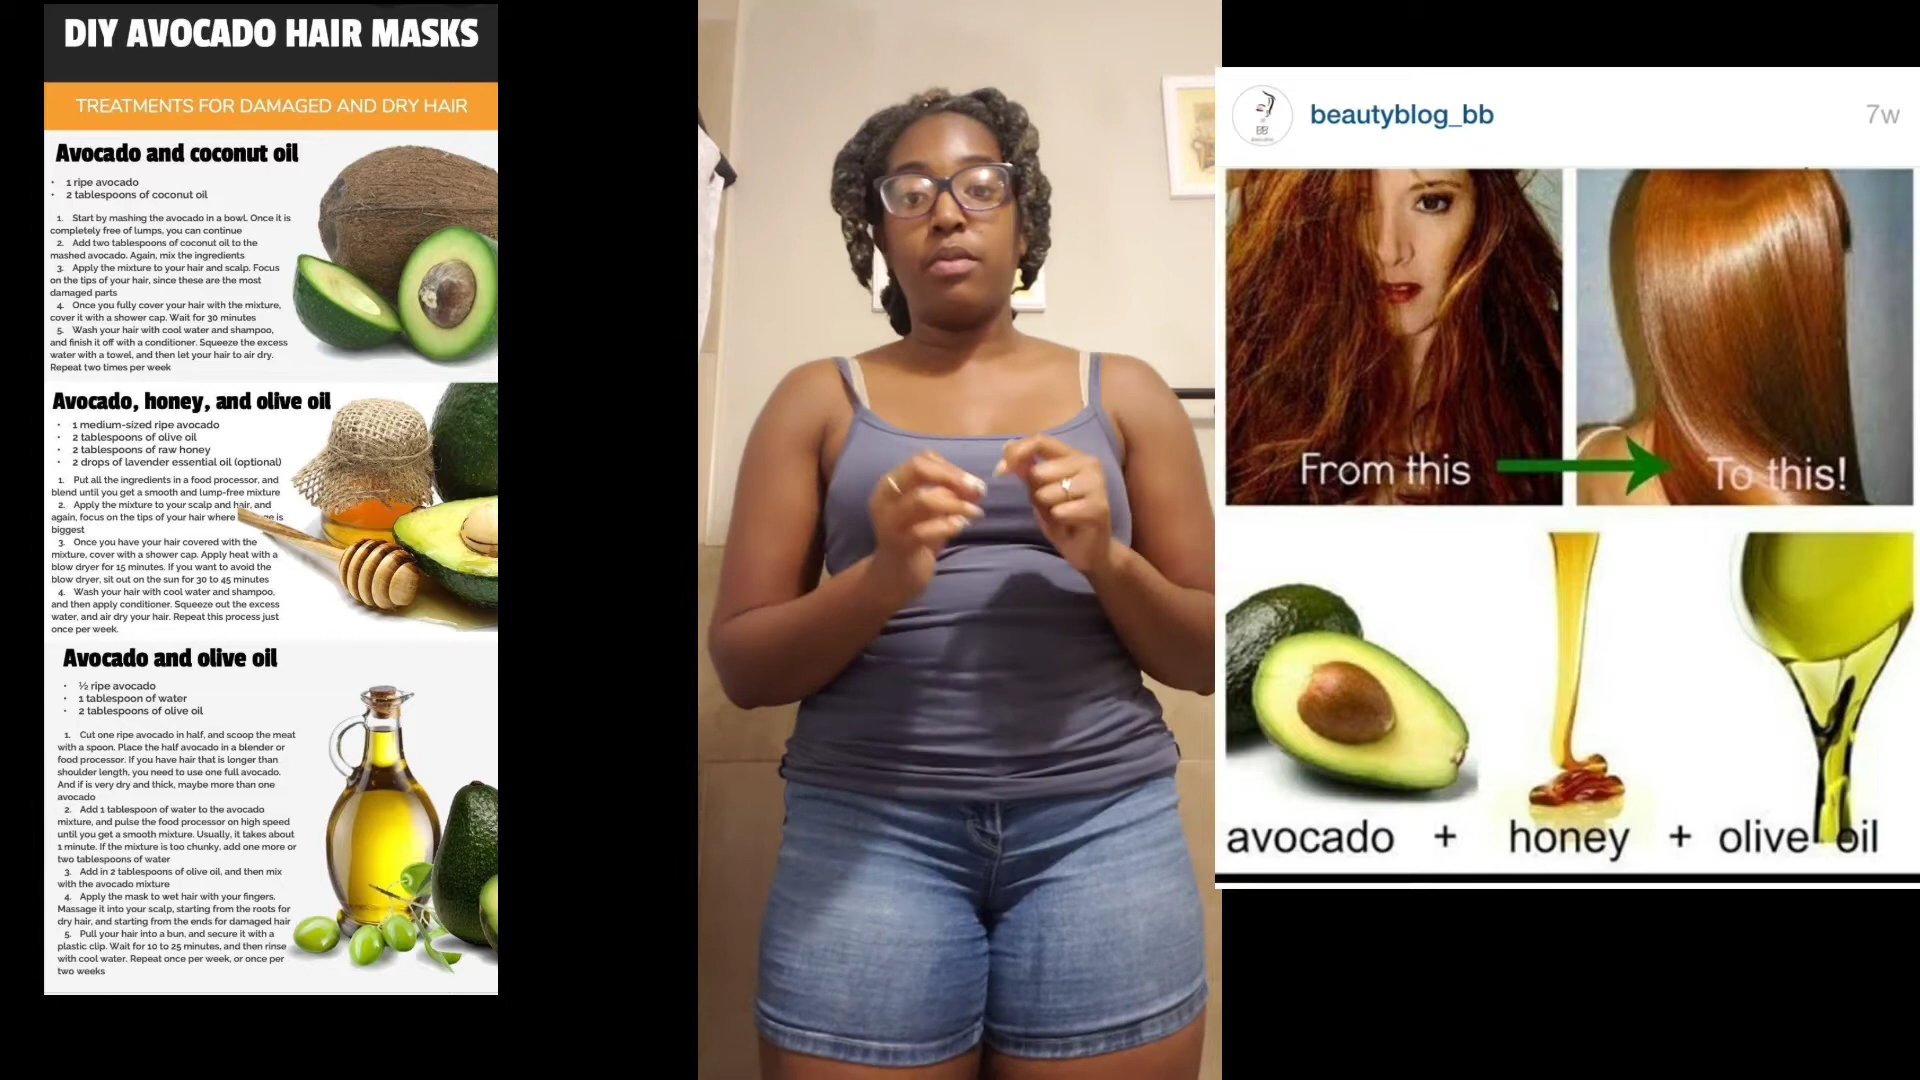 DIY AVOCADO HAIR MASKS
TREATMENTS FOR DAMAGED AND DRY HAIR
Avocado and coconut oil
• 1 ripe avocado
• 2 tablespoons of coconut oil
1. Start by mashing the avocado in a bowl. Once it is
completely free of lumps, you can continue
2. Add two tablespoons of coconut oil to the
mashed avocado. Again, mix the ingredients
3. Apply the mixture to your hair and scalp. Focus
on the tips of your hair, since these are the most
damaged parts
4. Once you fully cover your hair with the mixture,
cover it with a shower cap. Wait for 30 minutes
5. Wash your hair with cool water and shampoo,
and finish it off with a conditioner. Squeeze the excess
water with a towel, and then let your hair to air dry.
Repeat two times per week
Avocado, honey, and olive oil
• 1 medium-sized ripe avocado
• 2 tablespoons of olive oil
• 2 tablespoons of raw honey
• 2 drops of lavender essential oil (optional)
1. Put all the ingredients in a food processor, and
blend until you get a smooth and lump-free mixture
2. Apply the mixture to your scalp and hair, and
again, focus on the tips of your hair where is
biggest
3. Once you have your hair covered with the
mixture, cover with a shower cap. Apply heat with a
blow dryer for 15 minutes. If you want to avoid the
blow dryer, sit out on the sun for 30 to 45 minutes
4. Wash your hair with cool water and shampoo,
and then apply conditioner. Squeeze out the excess
water, and air dry your hair. Repeat this process just
once per week.
Avocado and olive oil
• ½ ripe avocado
• 1 tablespoon of water
• 2 tablespoons of olive oil
1. Cut one ripe avocado in half, and scoop the meat
with a spoon. Place the half avocado in a blender or
food processor. If you have hair that is longer than
shoulder length, you need to use one full avocado.
And if is very dry and thick, maybe more than one
avocado
2. Add 1 tablespoon of water to the avocado
mixture, and pulse the food processor on high speed
until you get a smooth mixture. Usually, it takes about
1 minute. If the mixture is too chunky, add one more or
two tablespoons of water
3. Add in 2 tablespoons of olive oil, and then mix
with the avocado mixture
4. Apply the mask to wet hair with your fingers.
Massage it into your scalp, starting from the roots for
dry hair, and starting from the ends for damaged hair
5. Pull your hair into a bun, and secure it with a
plastic clip. Wait for 10 to 25 minutes, and then rinse
with cool water. Repeat once per week, or once per
two weeks
BB
beautyblog_bb
7w
From this
To this!
avocado + honey + olive oil